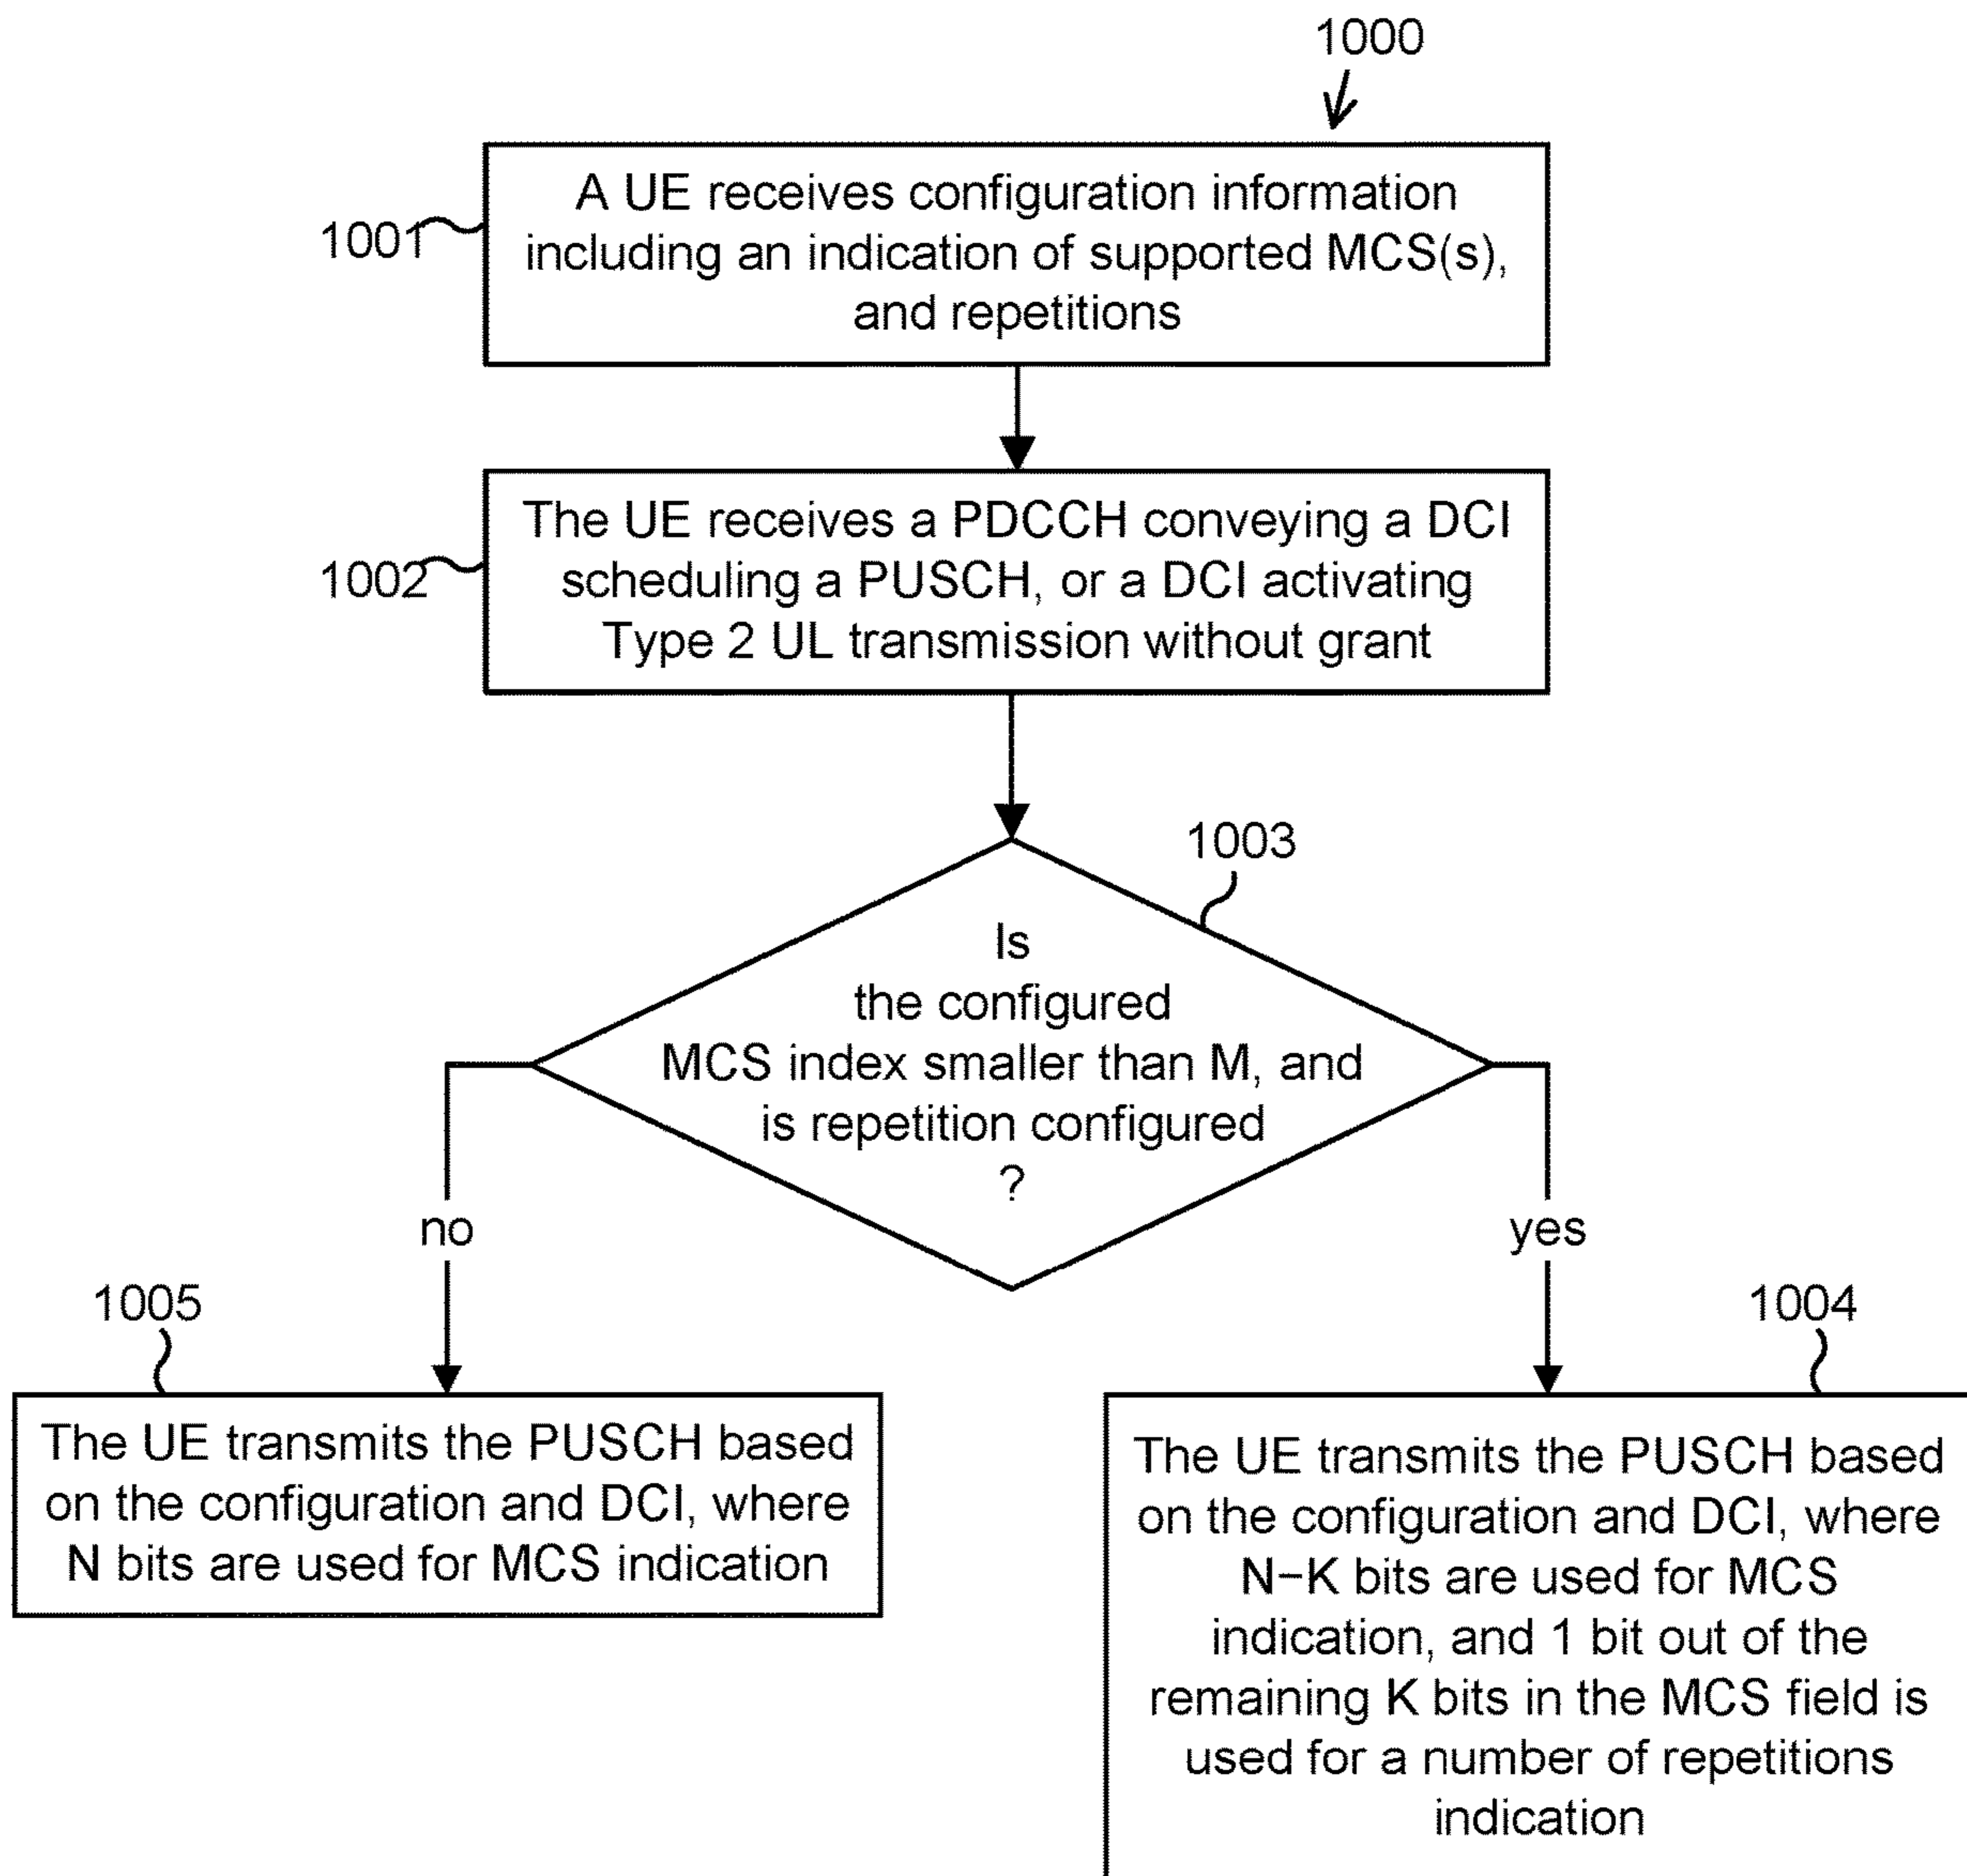 1000
1001
A UE receives configuration information
including an indication of supported MCS(s),
and repetitions
1002
The UE receives a PDCCH conveying a DCI
scheduling a PUSCH, or a DCI activating
Type 2 UL transmission without grant
1003
Is
the configured
MCS index smaller than M, and
is repetition configured
?
no
yes
1005
The UE transmits the PUSCH based
on the configuration and DCI, where
N bits are used for MCS indication
1004
The UE transmits the PUSCH based
on the configuration and DCI, where
N−K bits are used for MCS
indication, and 1 bit out of the
remaining K bits in the MCS field is
used for a number of repetitions
indication